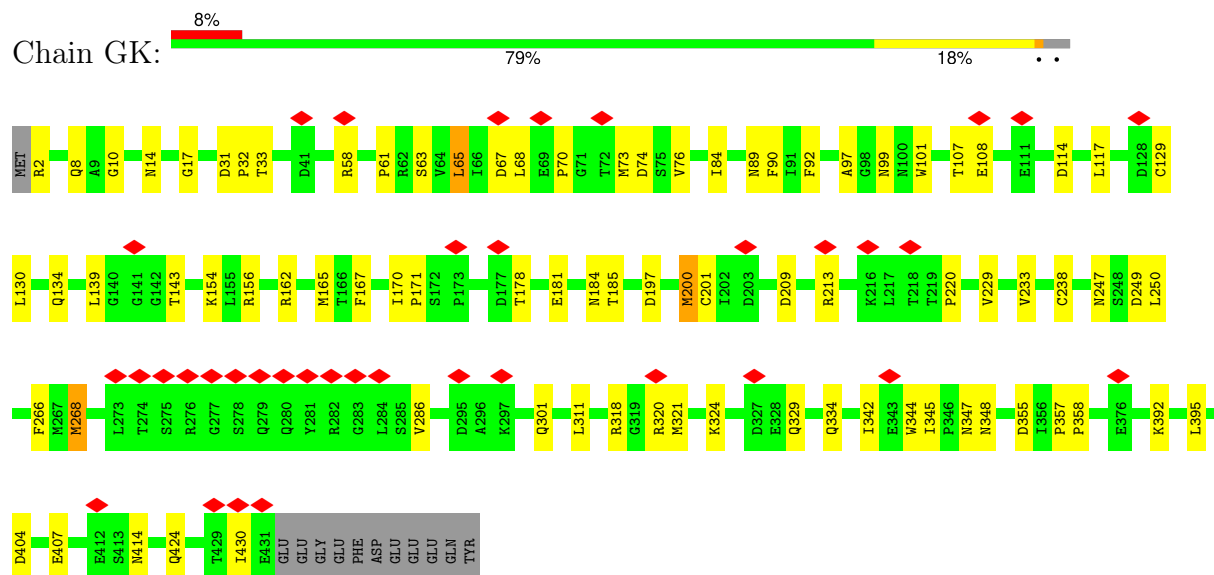 8%
Chain GK:
79% 18% • •
MET R2 Q8 A9 G10 N14 G17 D31 P32 T33 D41 R58 P61 R62 S63 V64 L65 I66 D67 L68 E69 P70 G71 T72 M73 D74 S75 V76 I84 N89 F90 I91 F92 A97 G98 N99 N100 W101 T107 E108 E111 D114 L117 D128 C129
L130 Q134 L139 G140 G141 G142 T143 K154 L155 R156 R162 M165 T166 F167 I170 P171 S172 P173 D177 T178 E181 N184 T185 D197 M200 C201 I202 D203 D209 R213 K216 L217 T218 T219 P220 V229 V233 C238 N247 S248 D249 L250
F266 M267 M268 L273 T274 S275 R276 G277 S278 Q279 Q280 Y281 R282 G283 L284 S285 V286 D295 A296 K297 Q301 L311 R318 G319 R320 M321 K324 D327 E328 Q329 Q334 I342 E343 W344 I345 P346 N347 N348 D355 I356 P357 P358 E376 K392 L395
D404 E407 E412 S413 N414 Q424 T429 I430 E431 GLU GLU GLY GLU PHE ASP GLU GLU GLU GLN TYR